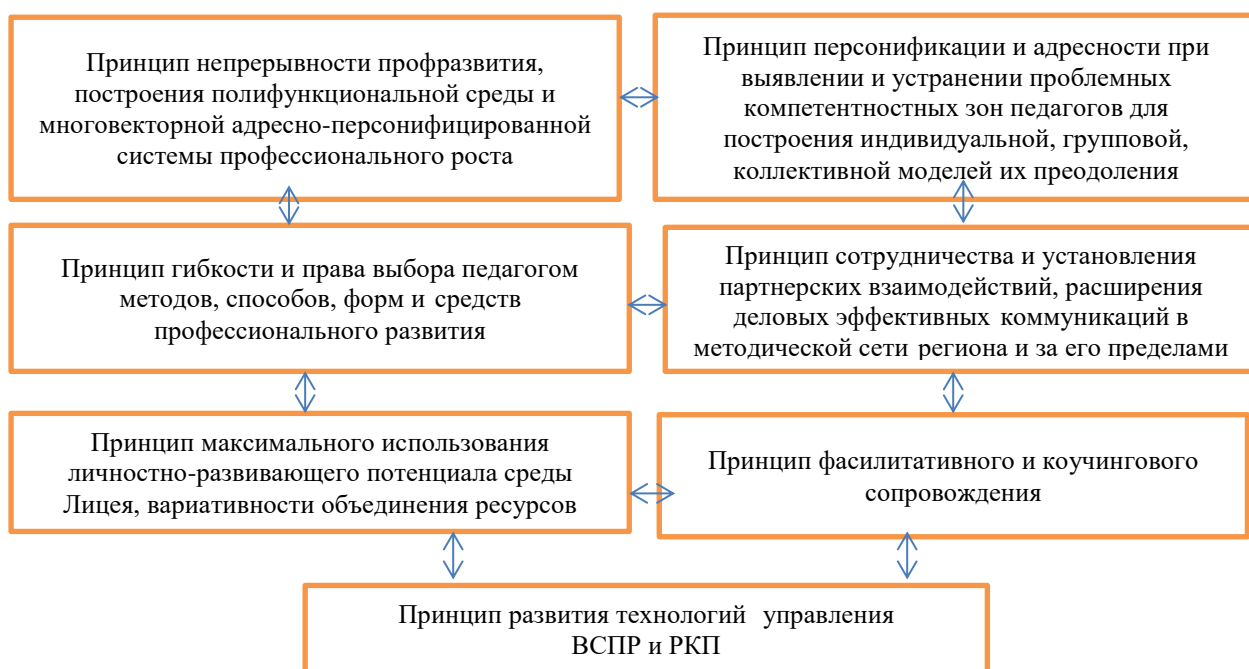 Принцип непрерывности профразвития,
построения полифункциональной среды и
многовекторной адресно-персонифицированной
системы профессионального роста
Принцип персонификации и адресности при
выявлении и устранении проблемных
компетентностных зон педагогов для
построения индивидуальной, групповой,
коллективной моделей их преодоления
Принцип гибкости и права выбора педагогом
методов, способов, форм и средств
профессионального развития
Принцип сотрудничества и установления
партнерских взаимодействий, расширения
деловых эффективных коммуникаций в
методической сети региона и за его пределами
Принцип максимального использования
личностно-развивающего потенциала среды
Лицея, вариативности объединения ресурсов
Принцип фасилитативного и коучингового
сопровождения
Принцип развития технологий управления
ВСПР и РКП